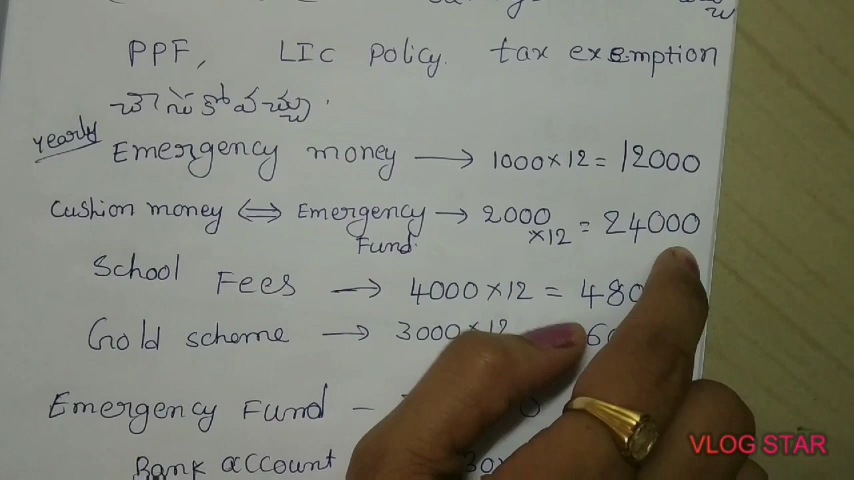 PPF, LIC policy. tax exemption
చేసుకోవచ్చు.
yearly
Emergency money → 1000×12 = 12000
Cushion money ⇔ Emergency Fund. → 2000 ×12 = 24000
School Fees → 4000×12 = 480
Gold scheme → 3000×12
Emergency Fund –
Bank account
VLOG STAR